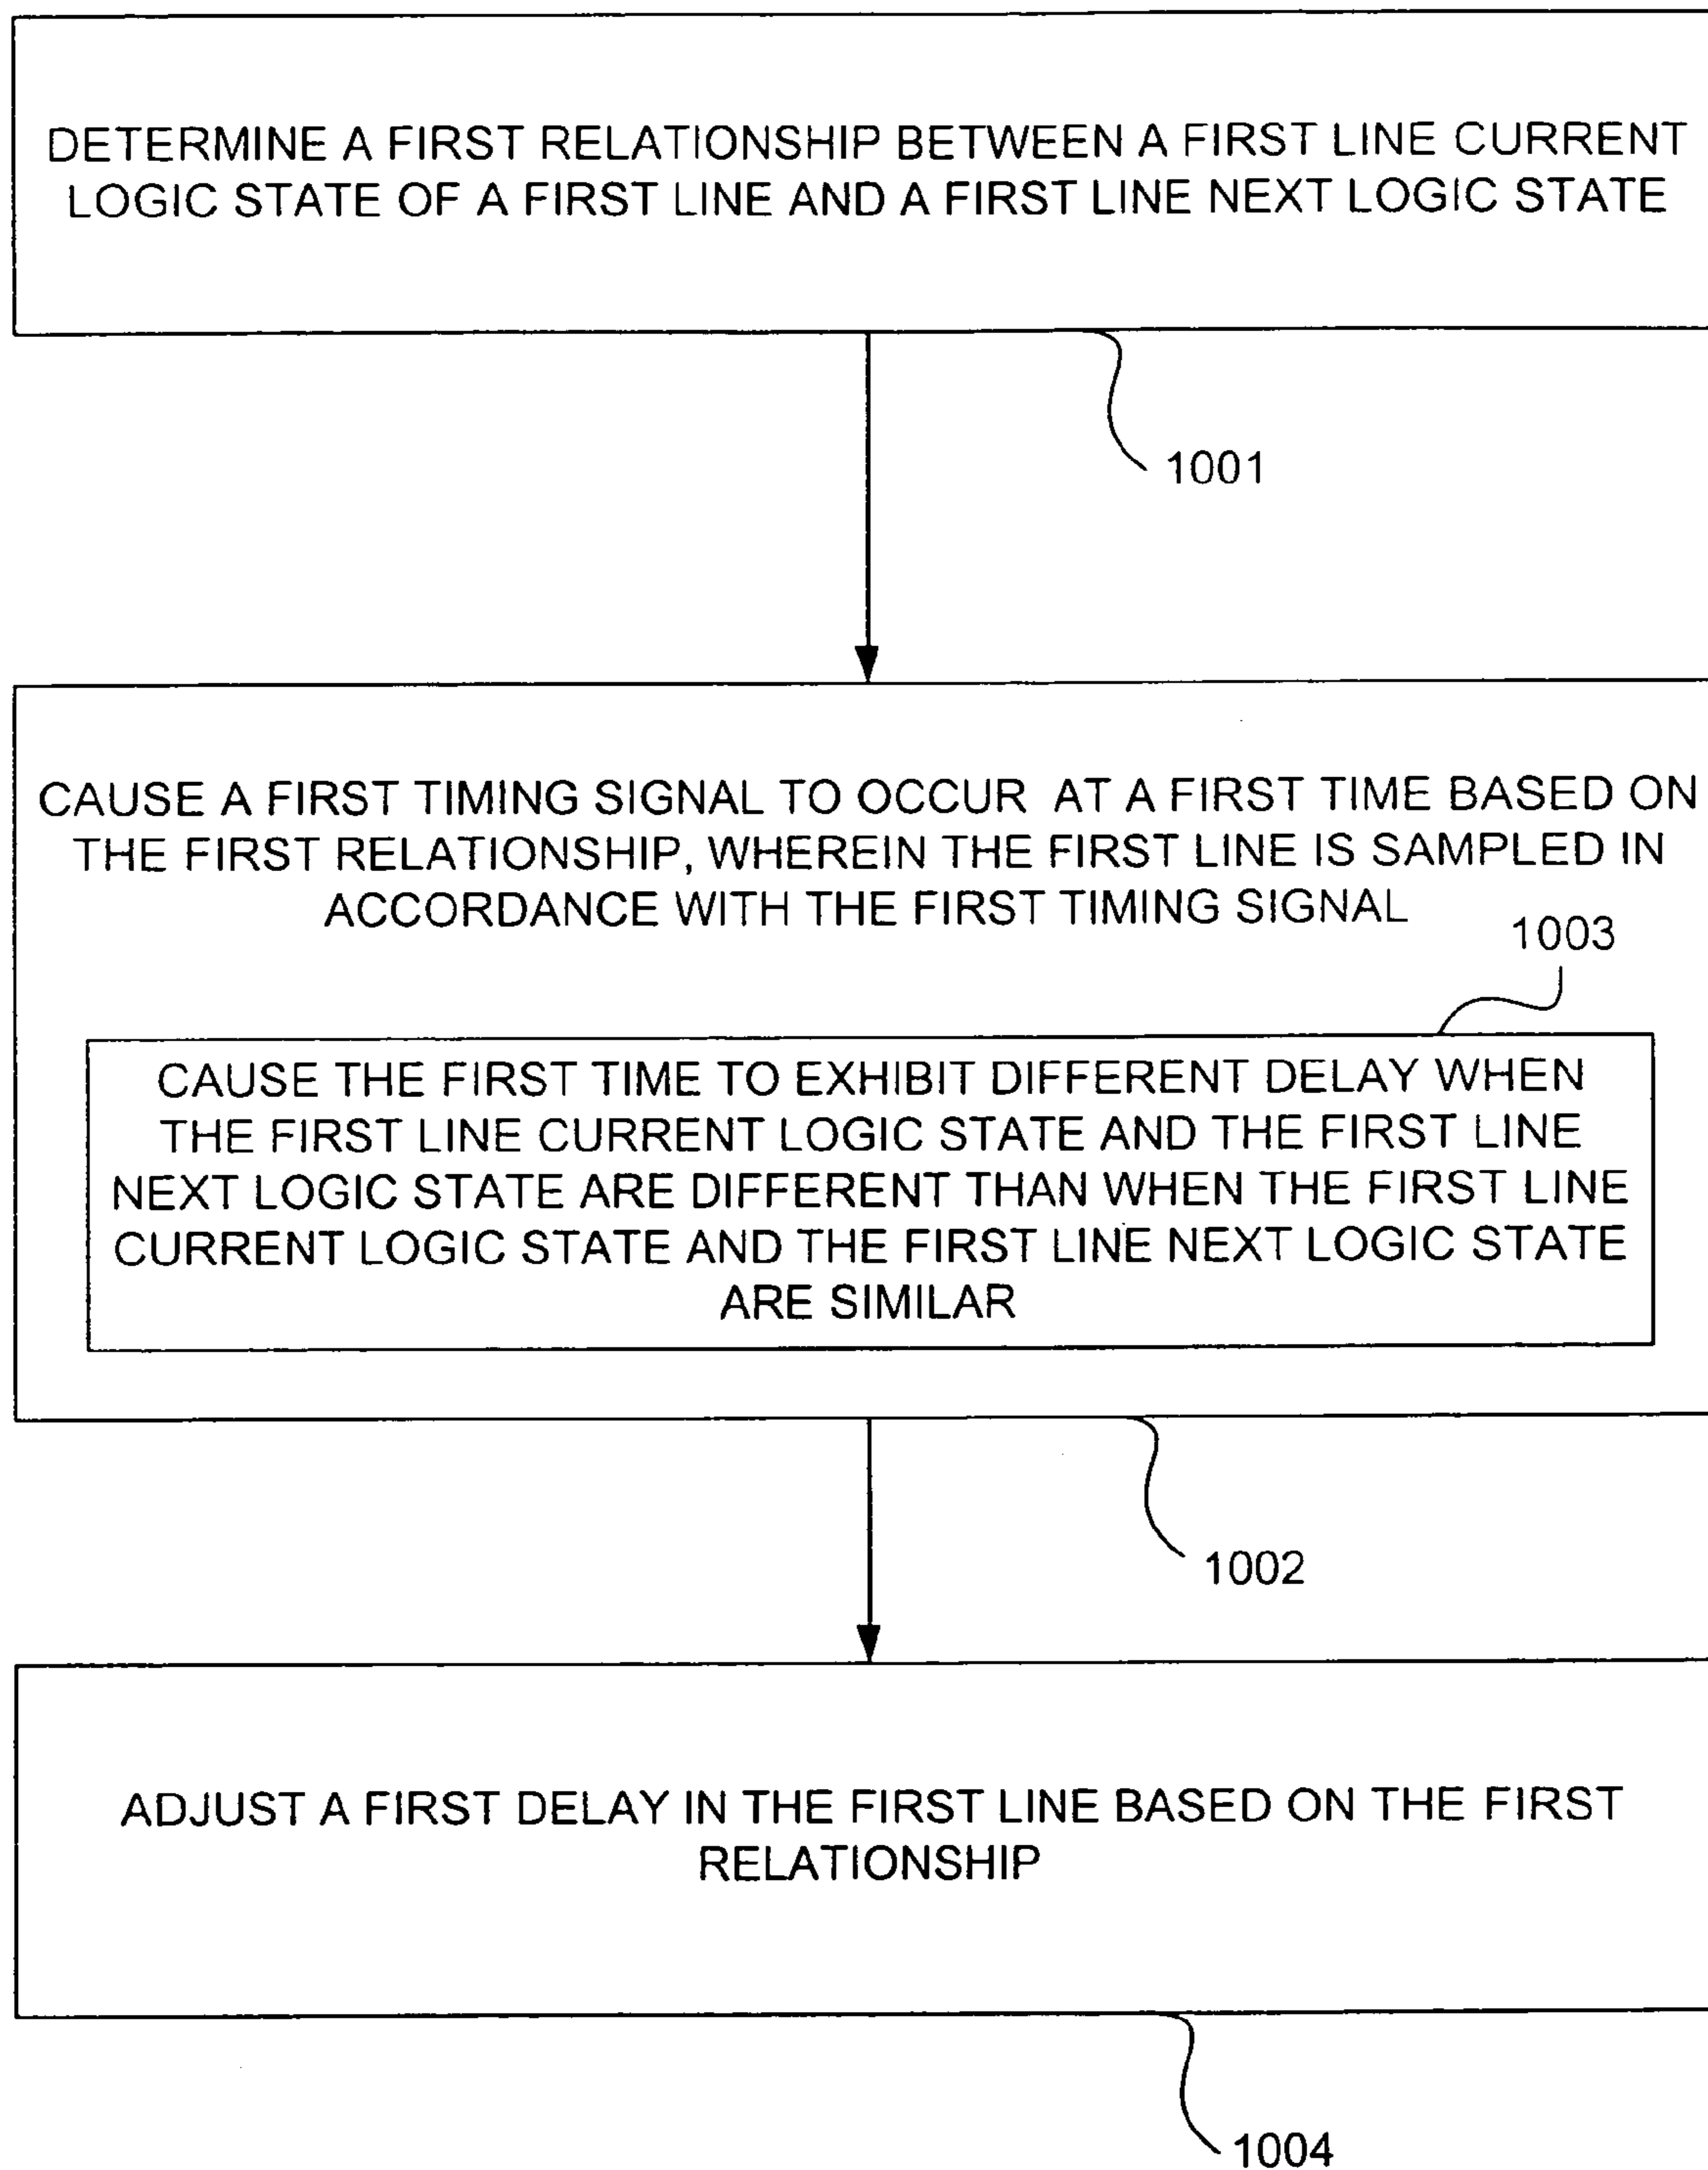 DETERMINE A FIRST RELATIONSHIP BETWEEN A FIRST LINE CURRENT
LOGIC STATE OF A FIRST LINE AND A FIRST LINE NEXT LOGIC STATE
1001
CAUSE A FIRST TIMING SIGNAL TO OCCUR AT A FIRST TIME BASED ON
THE FIRST RELATIONSHIP, WHEREIN THE FIRST LINE IS SAMPLED IN
ACCORDANCE WITH THE FIRST TIMING SIGNAL
1003
CAUSE THE FIRST TIME TO EXHIBIT DIFFERENT DELAY WHEN
THE FIRST LINE CURRENT LOGIC STATE AND THE FIRST LINE
NEXT LOGIC STATE ARE DIFFERENT THAN WHEN THE FIRST LINE
CURRENT LOGIC STATE AND THE FIRST LINE NEXT LOGIC STATE
ARE SIMILAR
1002
ADJUST A FIRST DELAY IN THE FIRST LINE BASED ON THE FIRST
RELATIONSHIP
1004